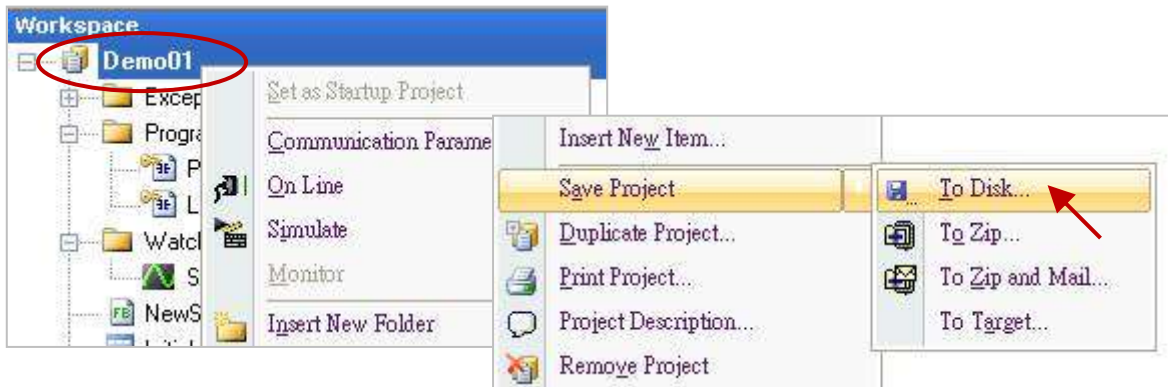 Workspace
Demo01
Excep
Progra
P
L
Watcl
S
NewS
Set as Startup Project
Communication Parame
On Line
Simulate
Monitor
Insert New Folder
Insert New Item...
Save Project
Duplicate Project...
Print Project...
Project Description...
Remove Project
To Disk...
To Zip...
To Zip and Mail...
To Target...